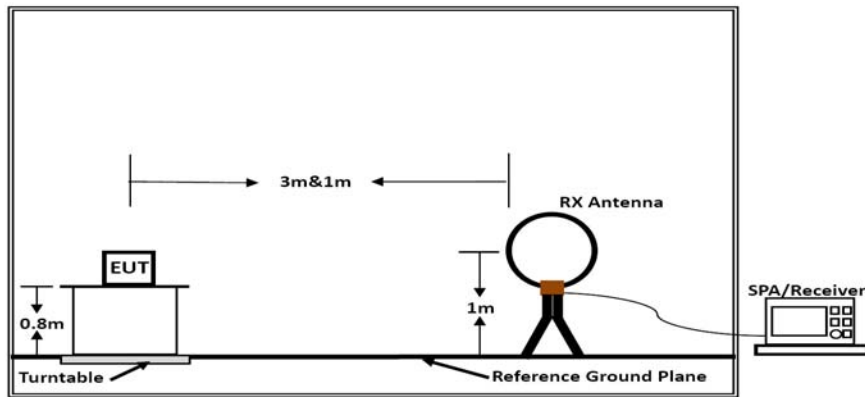 3m&1m
RX Antenna
EUT
SPA/Receiver
0.8m
1m
Turntable
Reference Ground Plane